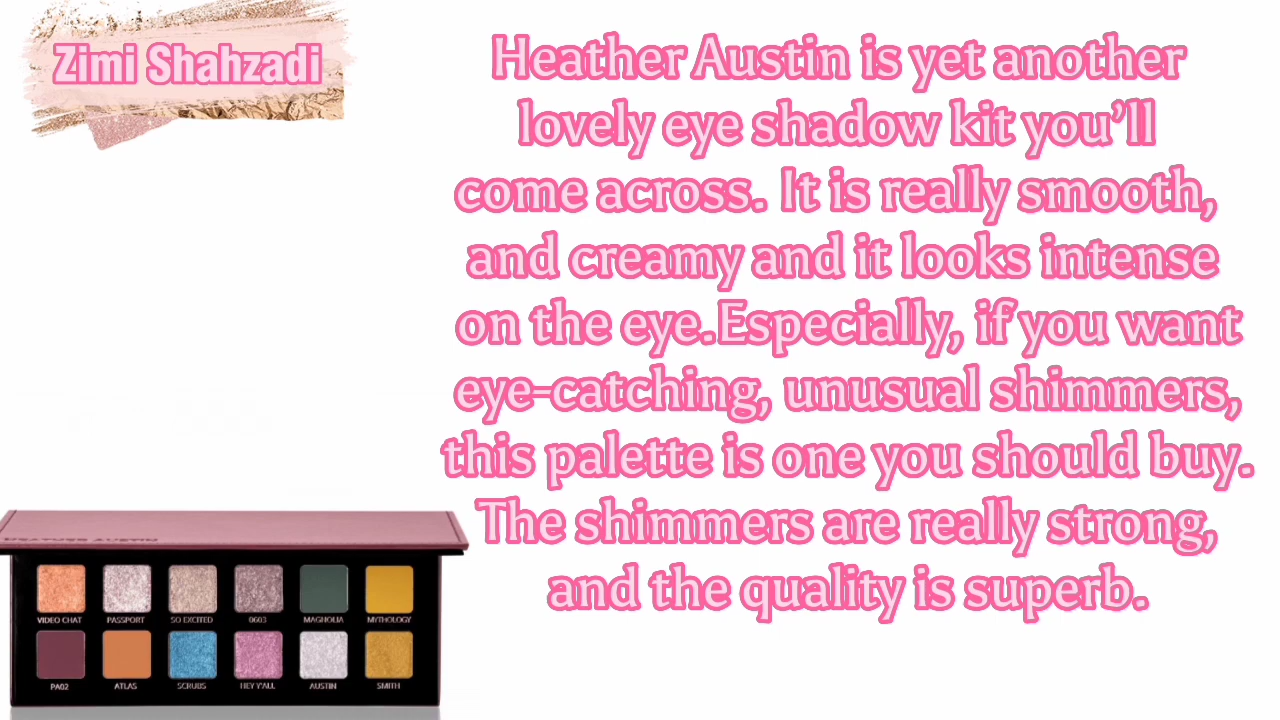 Zimi Shahzadi
Heather Austin is yet another
lovely eye shadow kit you’ll
come across. It is really smooth,
and creamy and it looks intense
on the eye.Especially, if you want
eye-catching, unusual shimmers,
this palette is one you should buy.
The shimmers are really strong,
and the quality is superb.
VIDEO CHAT PASSPORT SO EXCITED 0603 MAGNOLIA MYTHOLOGY
PA02 ATLAS SCRUBS HEY Y'ALL AUSTIN SMITH